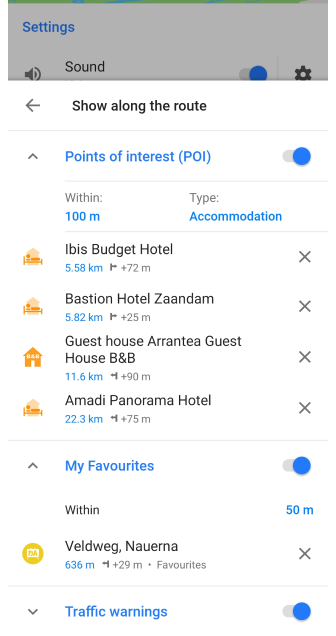 Settings
Sound
Show along the route
Points of interest (POI)
Within: Type:
100 m Accommodation
Ibis Budget Hotel
5.58 km +72 m
Bastion Hotel Zaandam
5.82 km +25 m
Guest house Arrantea Guest
House B&B
B&B
11.6 km +90 m
Amadi Panorama Hotel
22.3 km +75 m
My Favourites
Within 50 m
Veldweg, Nauerna
636 m +29 m • Favourites
Traffic warnings